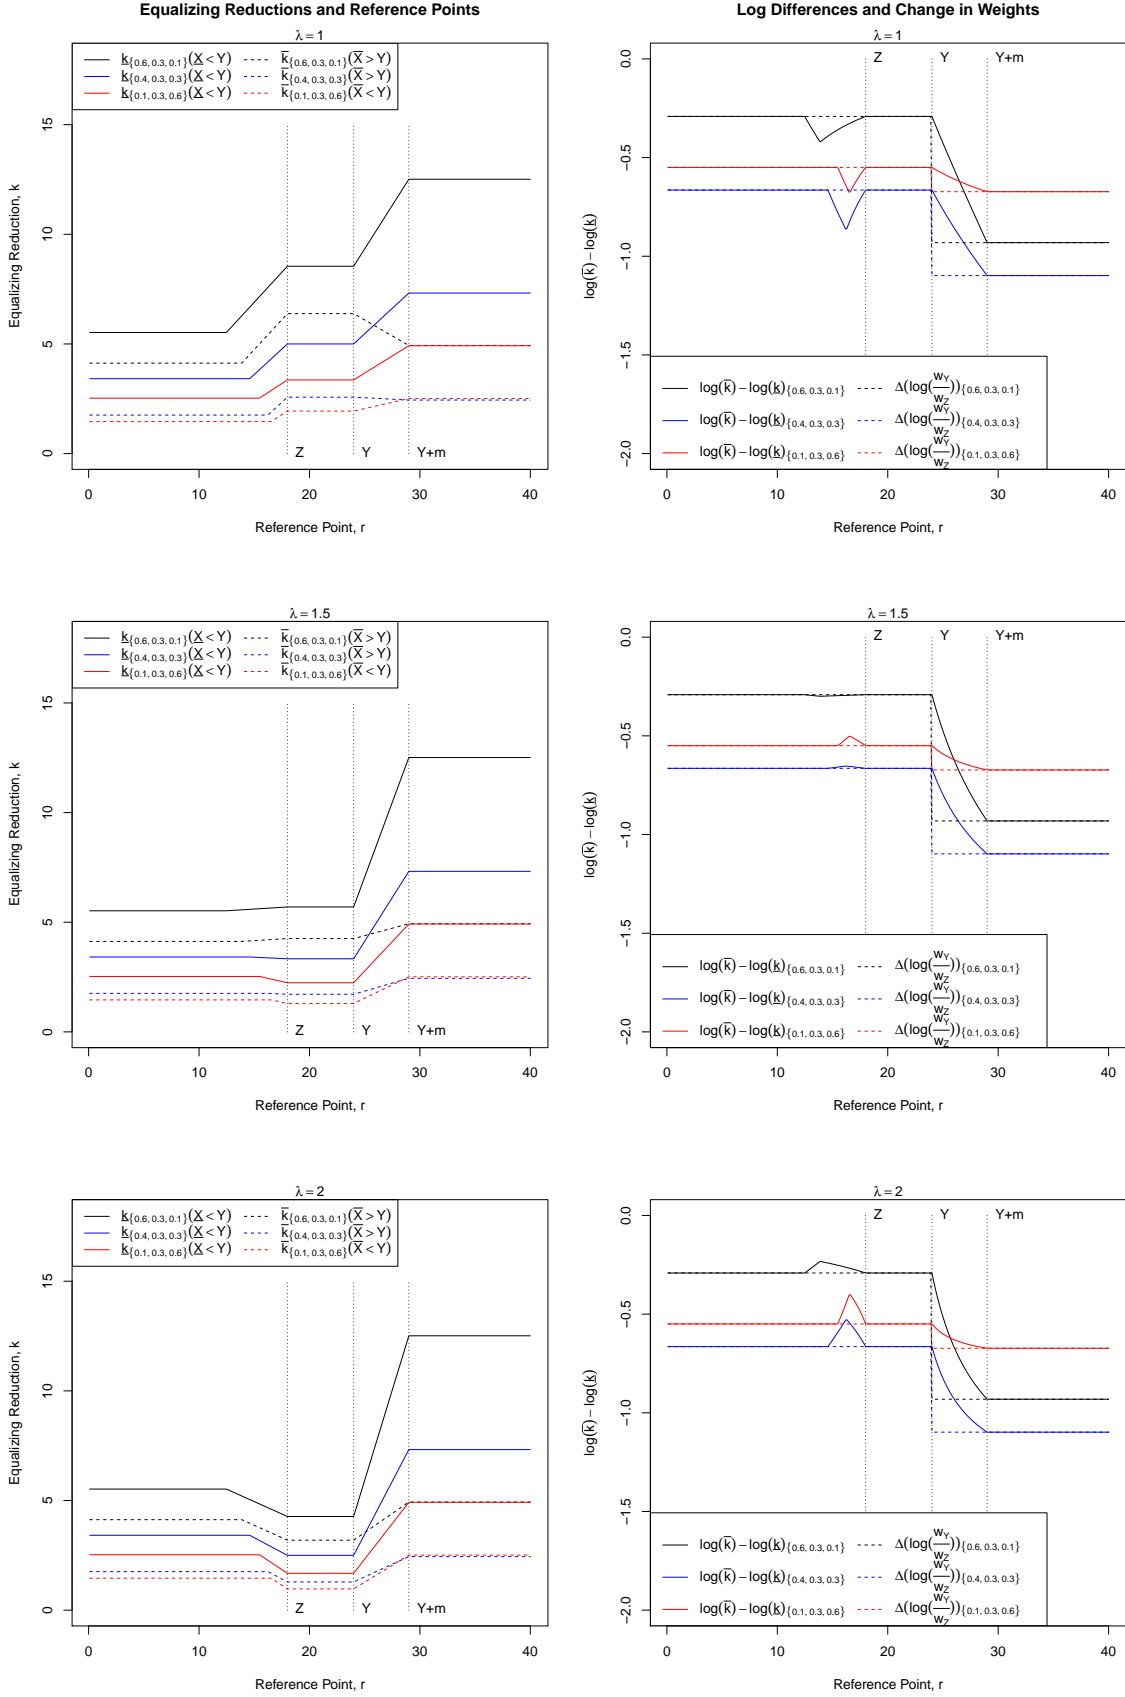 Equalizing Reductions and Reference Points
λ = 1
k{0.6, 0.3, 0.1}(X < Y) k̅{0.6, 0.3, 0.1}(X̅ > Y)
k{0.4, 0.3, 0.3}(X < Y) k̅{0.4, 0.3, 0.3}(X̅ > Y)
k{0.1, 0.3, 0.6}(X < Y) k̅{0.1, 0.3, 0.6}(X̅ < Y)
Equalizing Reduction, k
15
10
5
0
Z Y Y+m
0 10 20 30 40
Reference Point, r
Log Differences and Change in Weights
λ = 1
Z Y Y+m
log(k̅) − log(k)
0.0
−0.5
−1.0
−1.5
−2.0
log(k̅) − log(k){0.6, 0.3, 0.1} Δ(log(wY/wZ)){0.6, 0.3, 0.1}
log(k̅) − log(k){0.4, 0.3, 0.3} Δ(log(wY/wZ)){0.4, 0.3, 0.3}
log(k̅) − log(k){0.1, 0.3, 0.6} Δ(log(wY/wZ)){0.1, 0.3, 0.6}
0 10 20 30 40
Reference Point, r
λ = 1.5
k{0.6, 0.3, 0.1}(X < Y) k̅{0.6, 0.3, 0.1}(X̅ > Y)
k{0.4, 0.3, 0.3}(X < Y) k̅{0.4, 0.3, 0.3}(X̅ > Y)
k{0.1, 0.3, 0.6}(X < Y) k̅{0.1, 0.3, 0.6}(X̅ < Y)
Equalizing Reduction, k
15
10
5
0
Z Y Y+m
0 10 20 30 40
Reference Point, r
λ = 1.5
Z Y Y+m
log(k̅) − log(k)
0.0
−0.5
−1.0
−1.5
−2.0
log(k̅) − log(k){0.6, 0.3, 0.1} Δ(log(wY/wZ)){0.6, 0.3, 0.1}
log(k̅) − log(k){0.4, 0.3, 0.3} Δ(log(wY/wZ)){0.4, 0.3, 0.3}
log(k̅) − log(k){0.1, 0.3, 0.6} Δ(log(wY/wZ)){0.1, 0.3, 0.6}
0 10 20 30 40
Reference Point, r
λ = 2
k{0.6, 0.3, 0.1}(X < Y) k̅{0.6, 0.3, 0.1}(X̅ > Y)
k{0.4, 0.3, 0.3}(X < Y) k̅{0.4, 0.3, 0.3}(X̅ > Y)
k{0.1, 0.3, 0.6}(X < Y) k̅{0.1, 0.3, 0.6}(X̅ < Y)
Equalizing Reduction, k
15
10
5
0
Z Y Y+m
0 10 20 30 40
Reference Point, r
λ = 2
Z Y Y+m
log(k̅) − log(k)
0.0
−0.5
−1.0
−1.5
−2.0
log(k̅) − log(k){0.6, 0.3, 0.1} Δ(log(wY/wZ)){0.6, 0.3, 0.1}
log(k̅) − log(k){0.4, 0.3, 0.3} Δ(log(wY/wZ)){0.4, 0.3, 0.3}
log(k̅) − log(k){0.1, 0.3, 0.6} Δ(log(wY/wZ)){0.1, 0.3, 0.6}
0 10 20 30 40
Reference Point, r